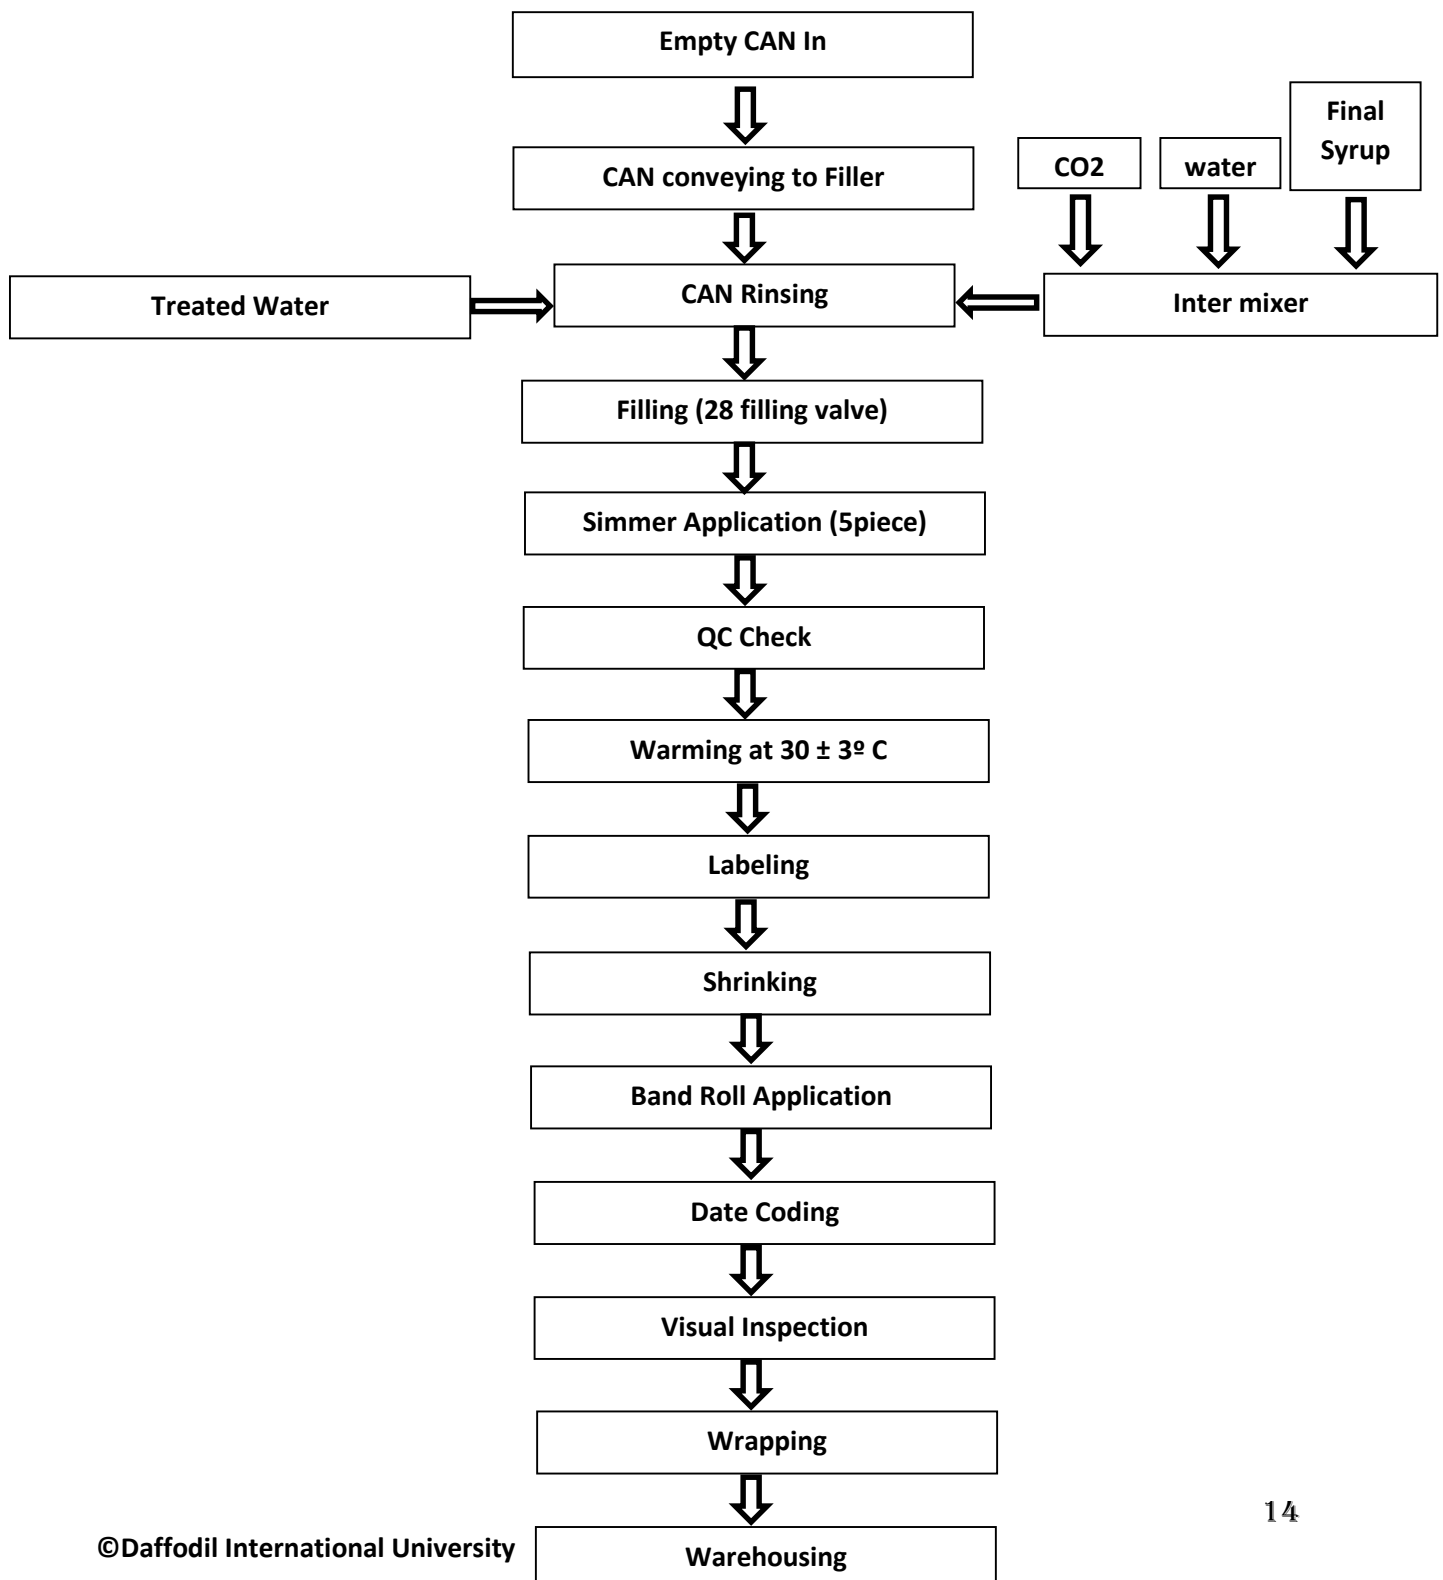 Empty CAN In
CAN conveying to Filler
CO2
water
Final
Syrup
Treated Water
CAN Rinsing
Inter mixer
Filling (28 filling valve)
Simmer Application (5piece)
QC Check
Warming at 30 ± 3º C
Labeling
Shrinking
Band Roll Application
Date Coding
Visual Inspection
Wrapping
14
©Daffodil International University
Warehousing